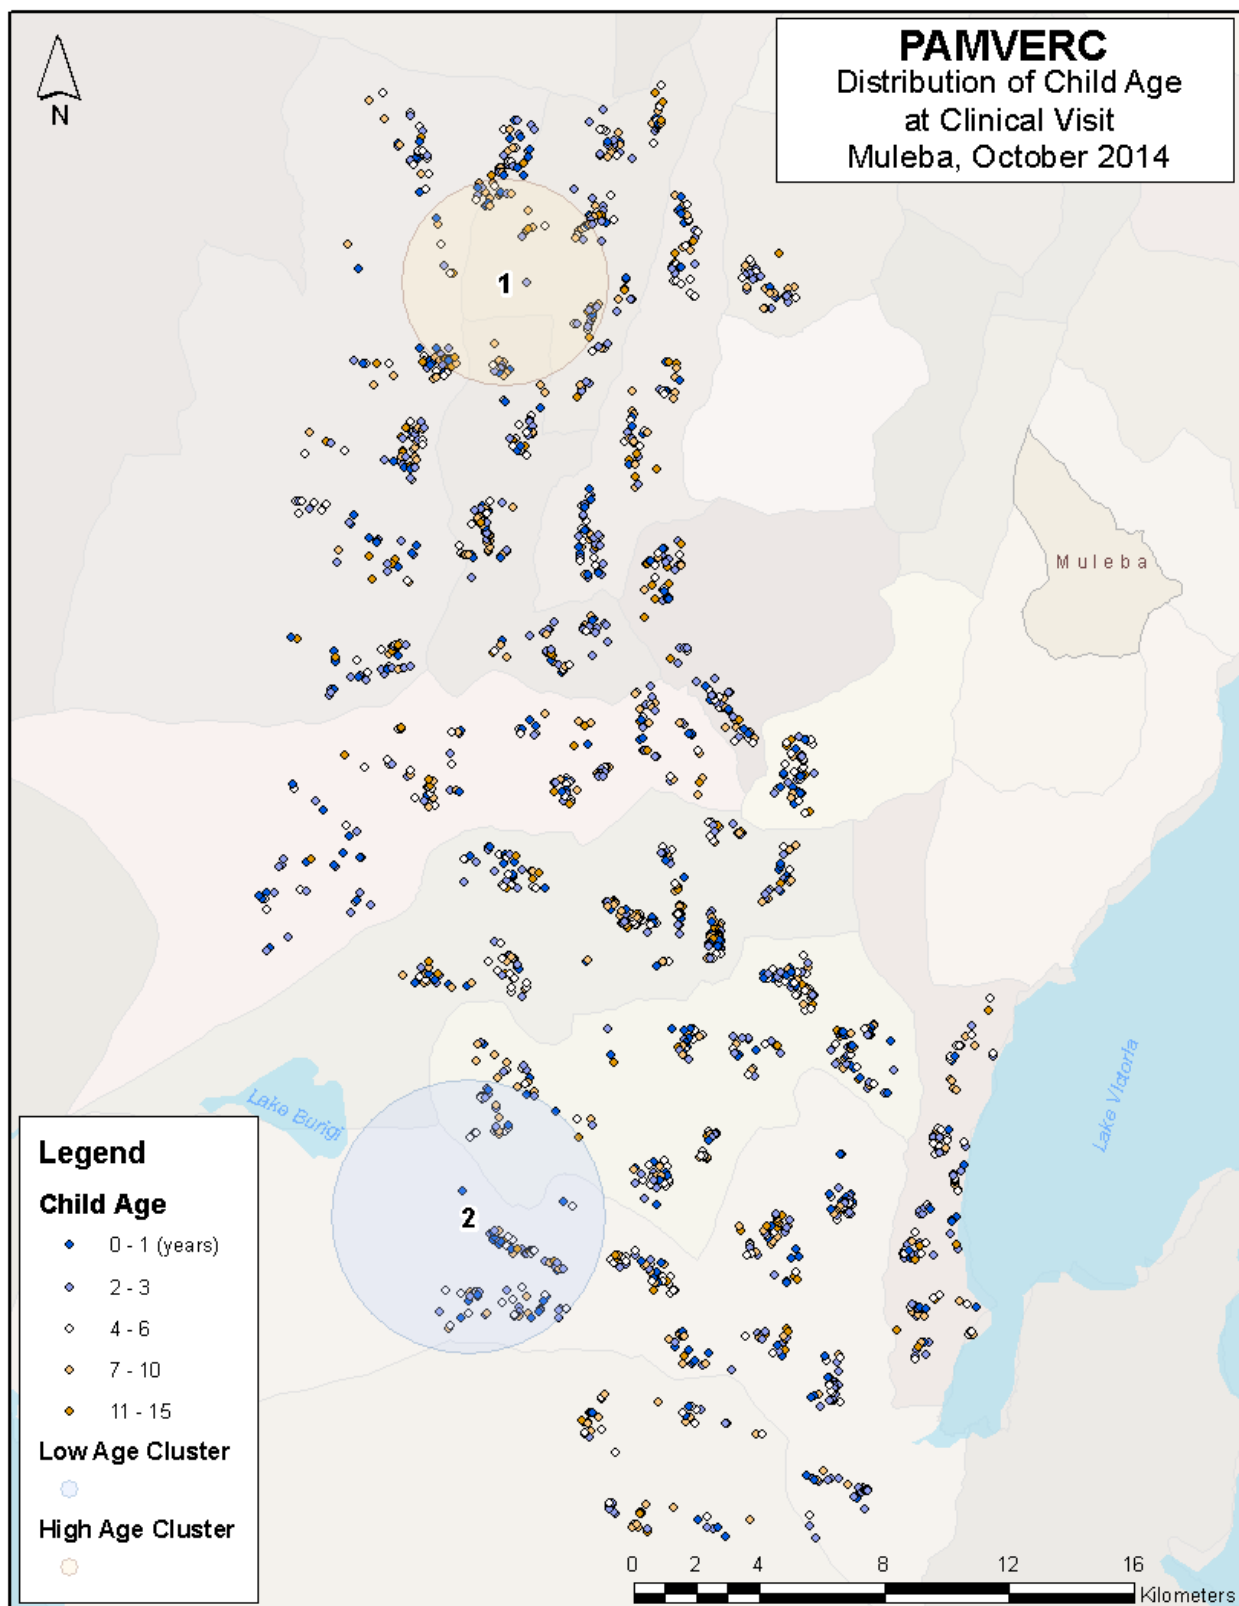 PAMVERC
Distribution of Child Age
at Clinical Visit
Muleba, October 2014
N
1
Muleba
Lake Victoria
Lake Burigi
2
Legend
Child Age
0 - 1 (years)
2 - 3
4 - 6
7 - 10
11 - 15
Low Age Cluster
High Age Cluster
0 2 4 8 12 16
Kilometers